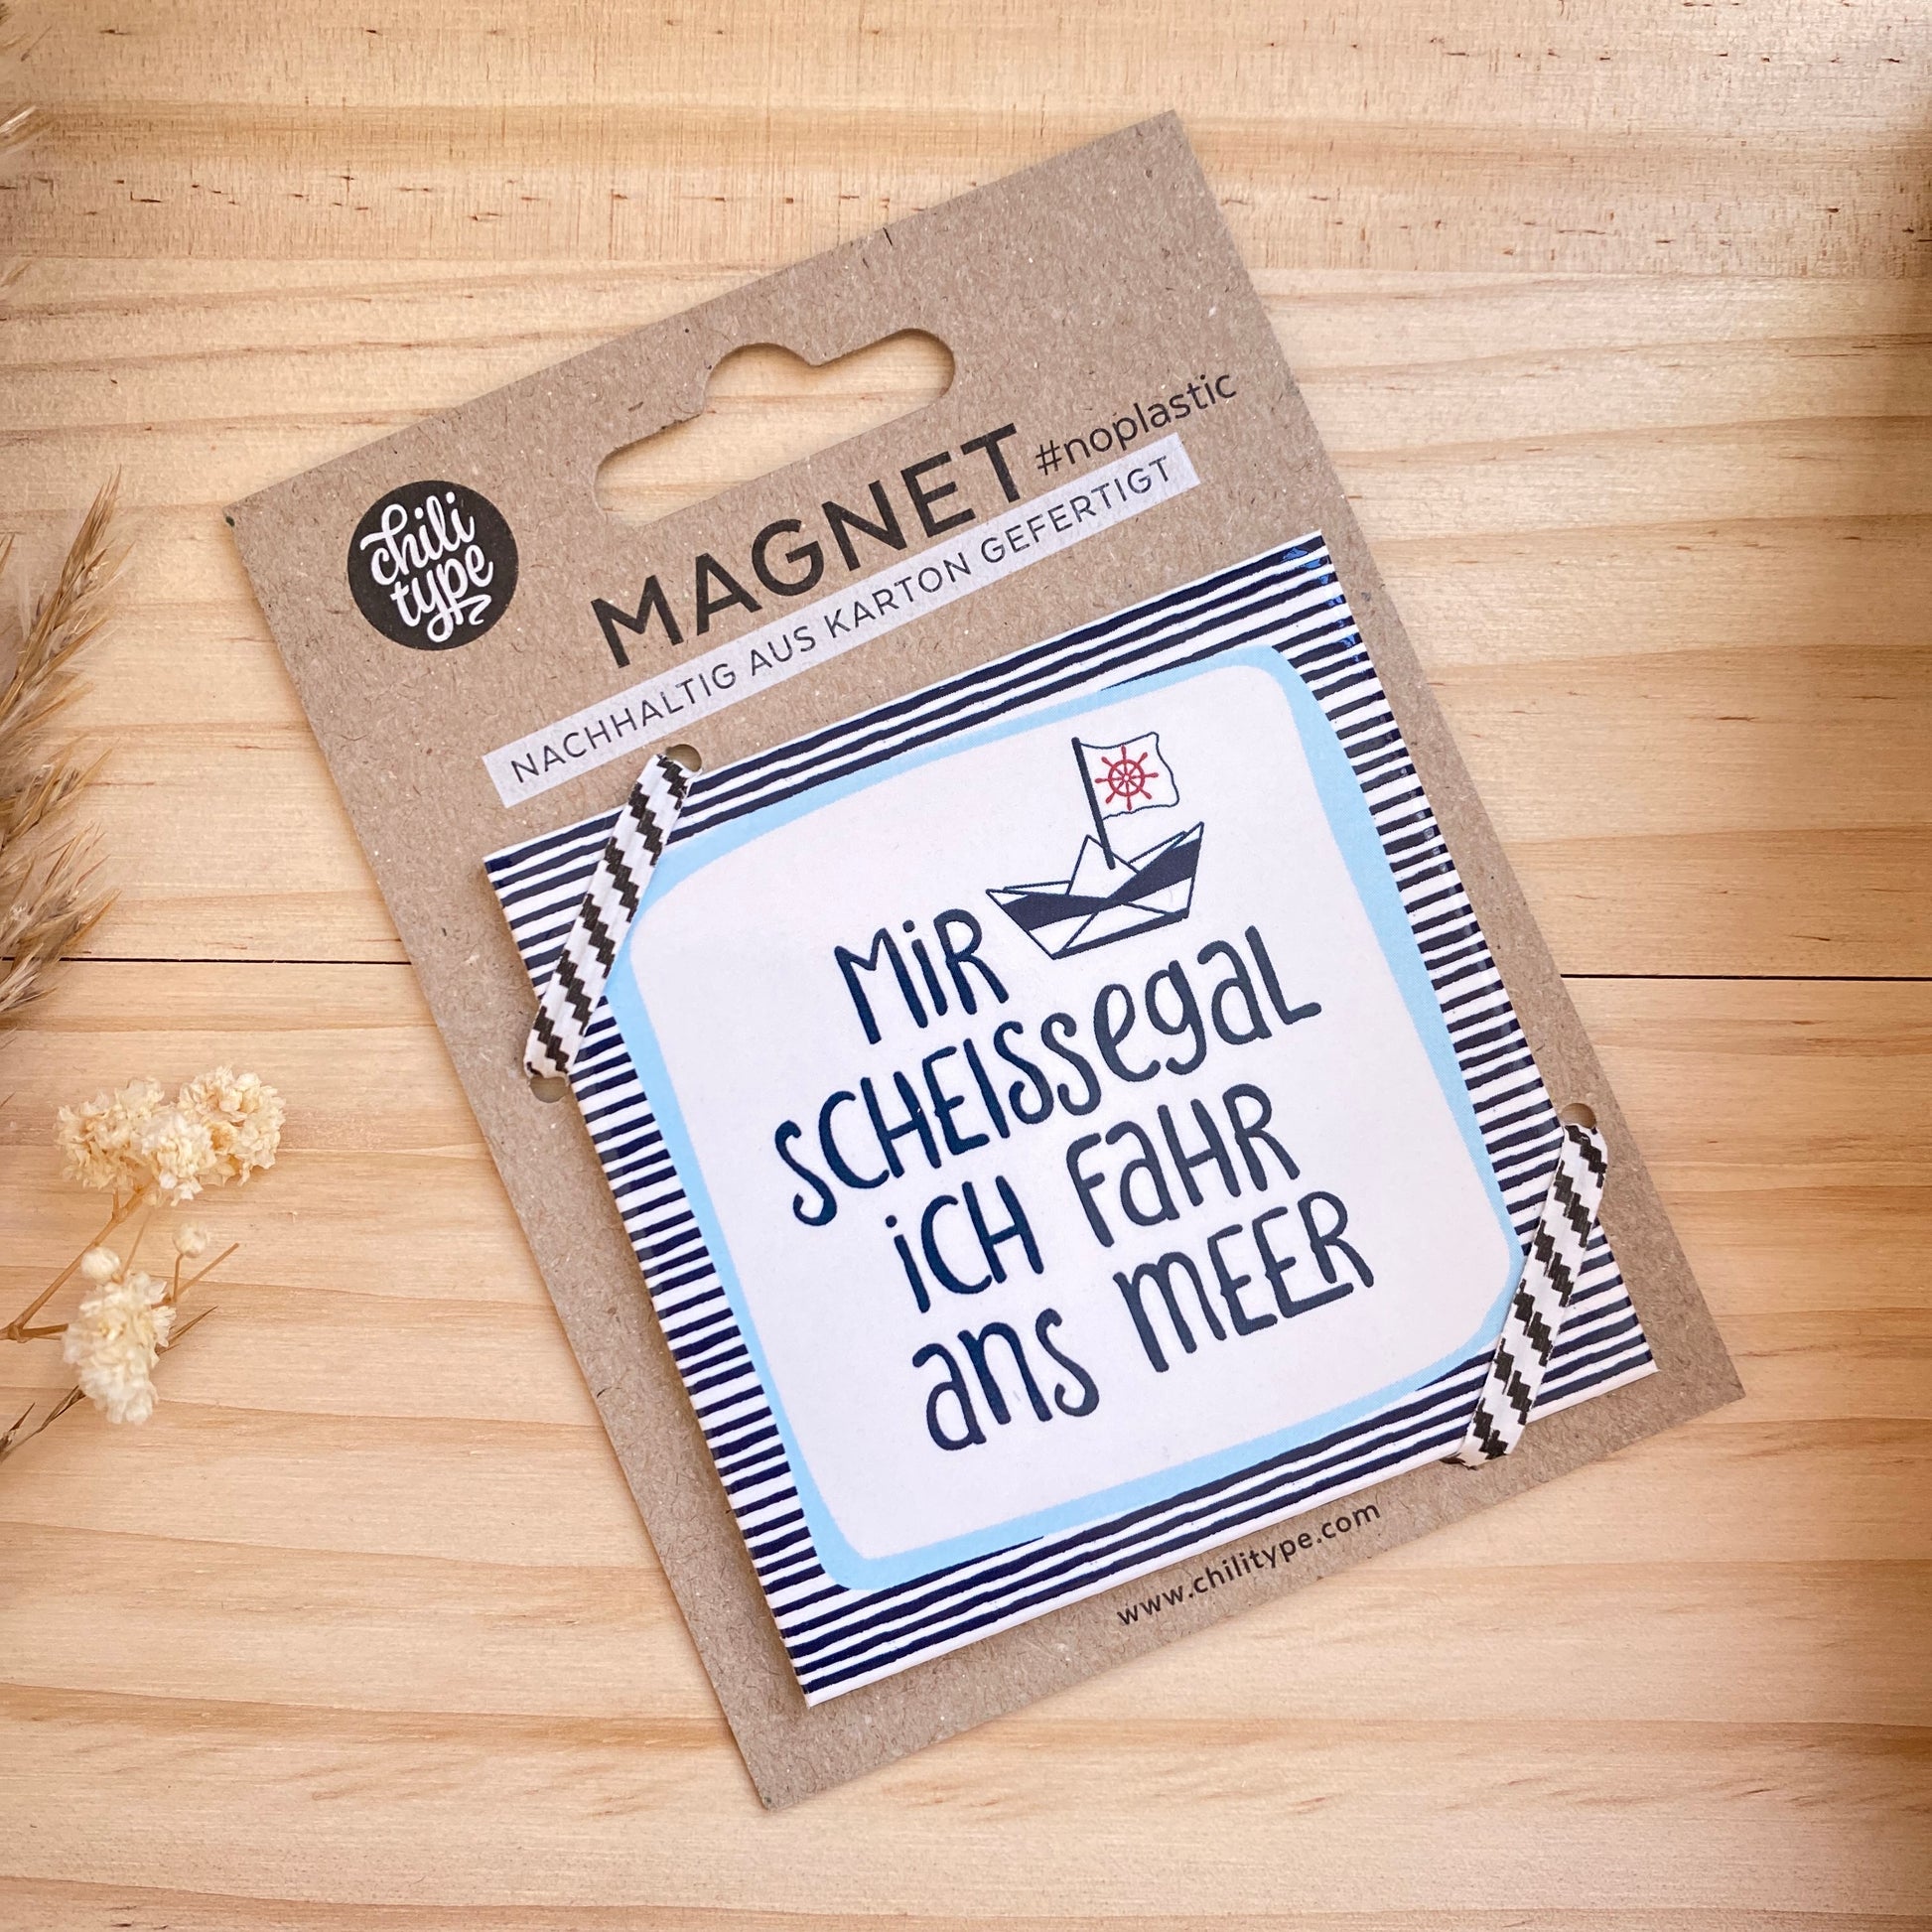 chili
type
MAGNET #noplastic
NACHHALTIG AUS KARTON GEFERTIGT
MiR
SCHEISSegaL
iCH FaHR
ans MEER
www.chilitype.com